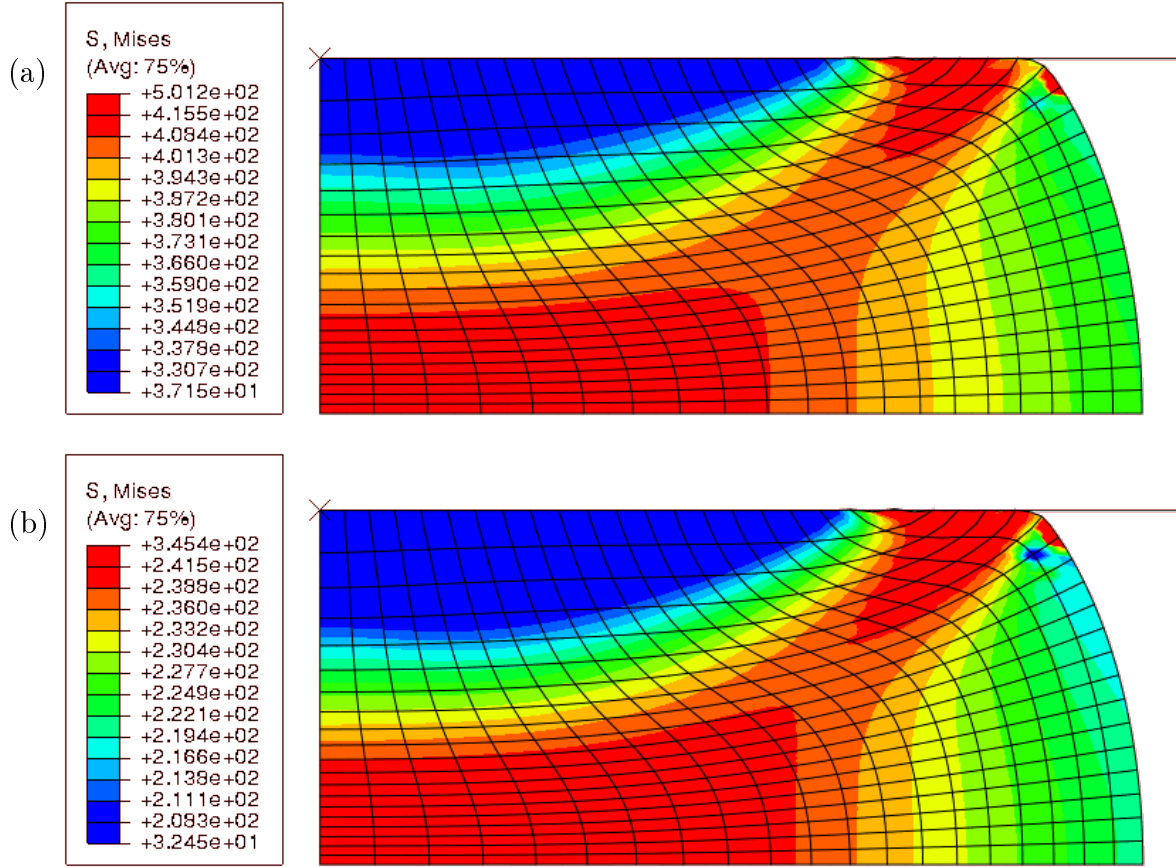 (a)
S, Mises
(Avg: 75%)
+5.012e+02
+4.155e+02
+4.084e+02
+4.013e+02
+3.943e+02
+3.872e+02
+3.801e+02
+3.731e+02
+3.660e+02
+3.590e+02
+3.519e+02
+3.448e+02
+3.378e+02
+3.307e+02
+3.715e+01
(b)
S, Mises
(Avg: 75%)
+3.454e+02
+2.415e+02
+2.388e+02
+2.360e+02
+2.332e+02
+2.304e+02
+2.277e+02
+2.249e+02
+2.221e+02
+2.194e+02
+2.166e+02
+2.138e+02
+2.111e+02
+2.083e+02
+3.245e+01